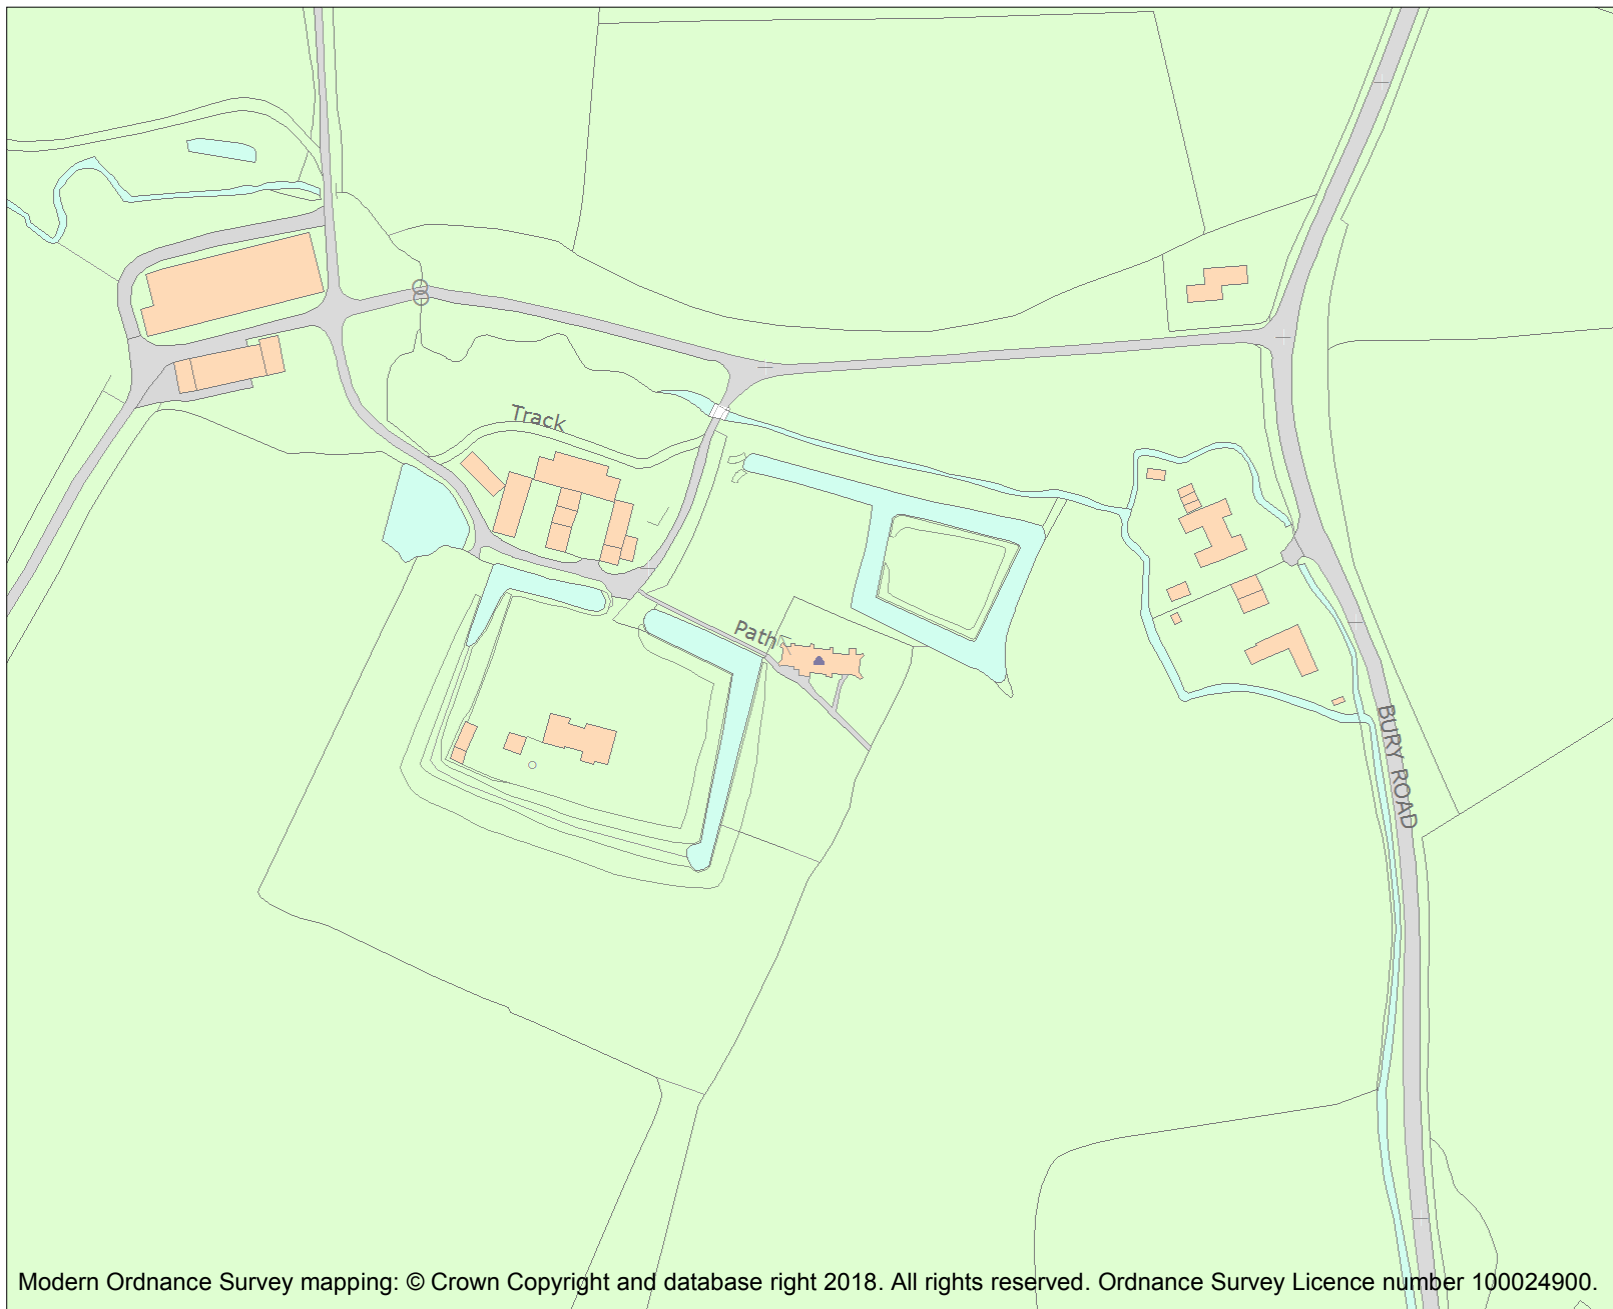 Track
Path
BURY ROAD
Modern Ordnance Survey mapping: © Crown Copyright and database right 2018. All rights reserved. Ordnance Survey Licence number 100024900.